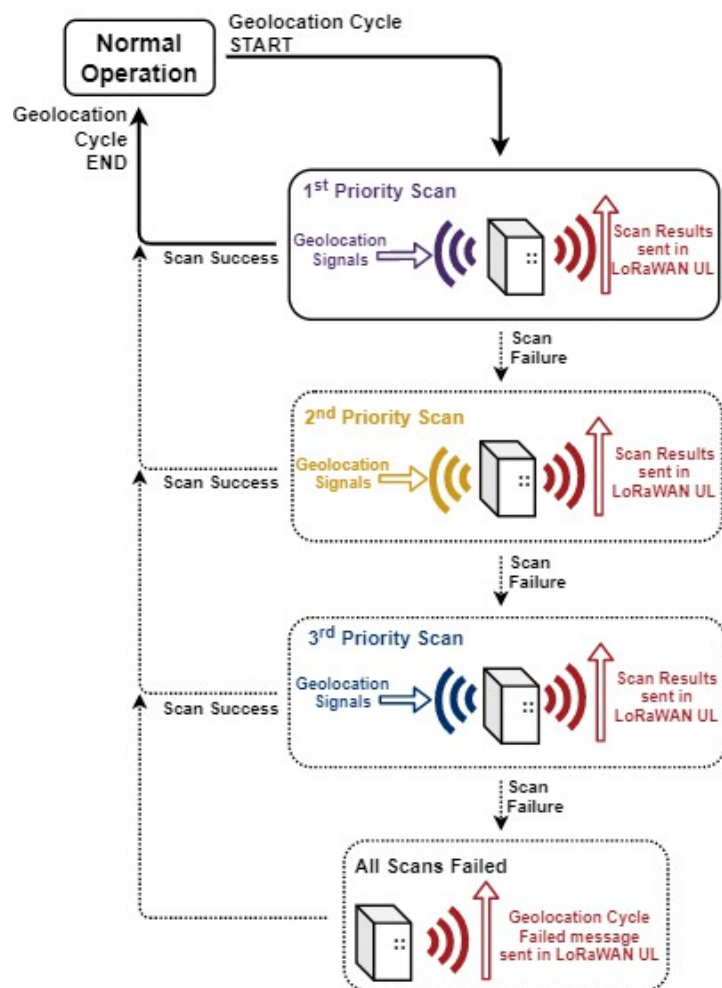 Normal
Operation
Geolocation Cycle
START
Geolocation
Cycle
END
1st Priority Scan
Geolocation
Signals
Scan Results
sent in
LoRaWAN UL
Scan Success
Scan
Failure
2nd Priority Scan
Geolocation
Signals
Scan Results
sent in
LoRaWAN UL
Scan Success
Scan
Failure
3rd Priority Scan
Geolocation
Signals
Scan Results
sent in
LoRaWAN UL
Scan Success
Scan
Failure
All Scans Failed
Geolocation Cycle
Failed message
sent in LoRaWAN UL